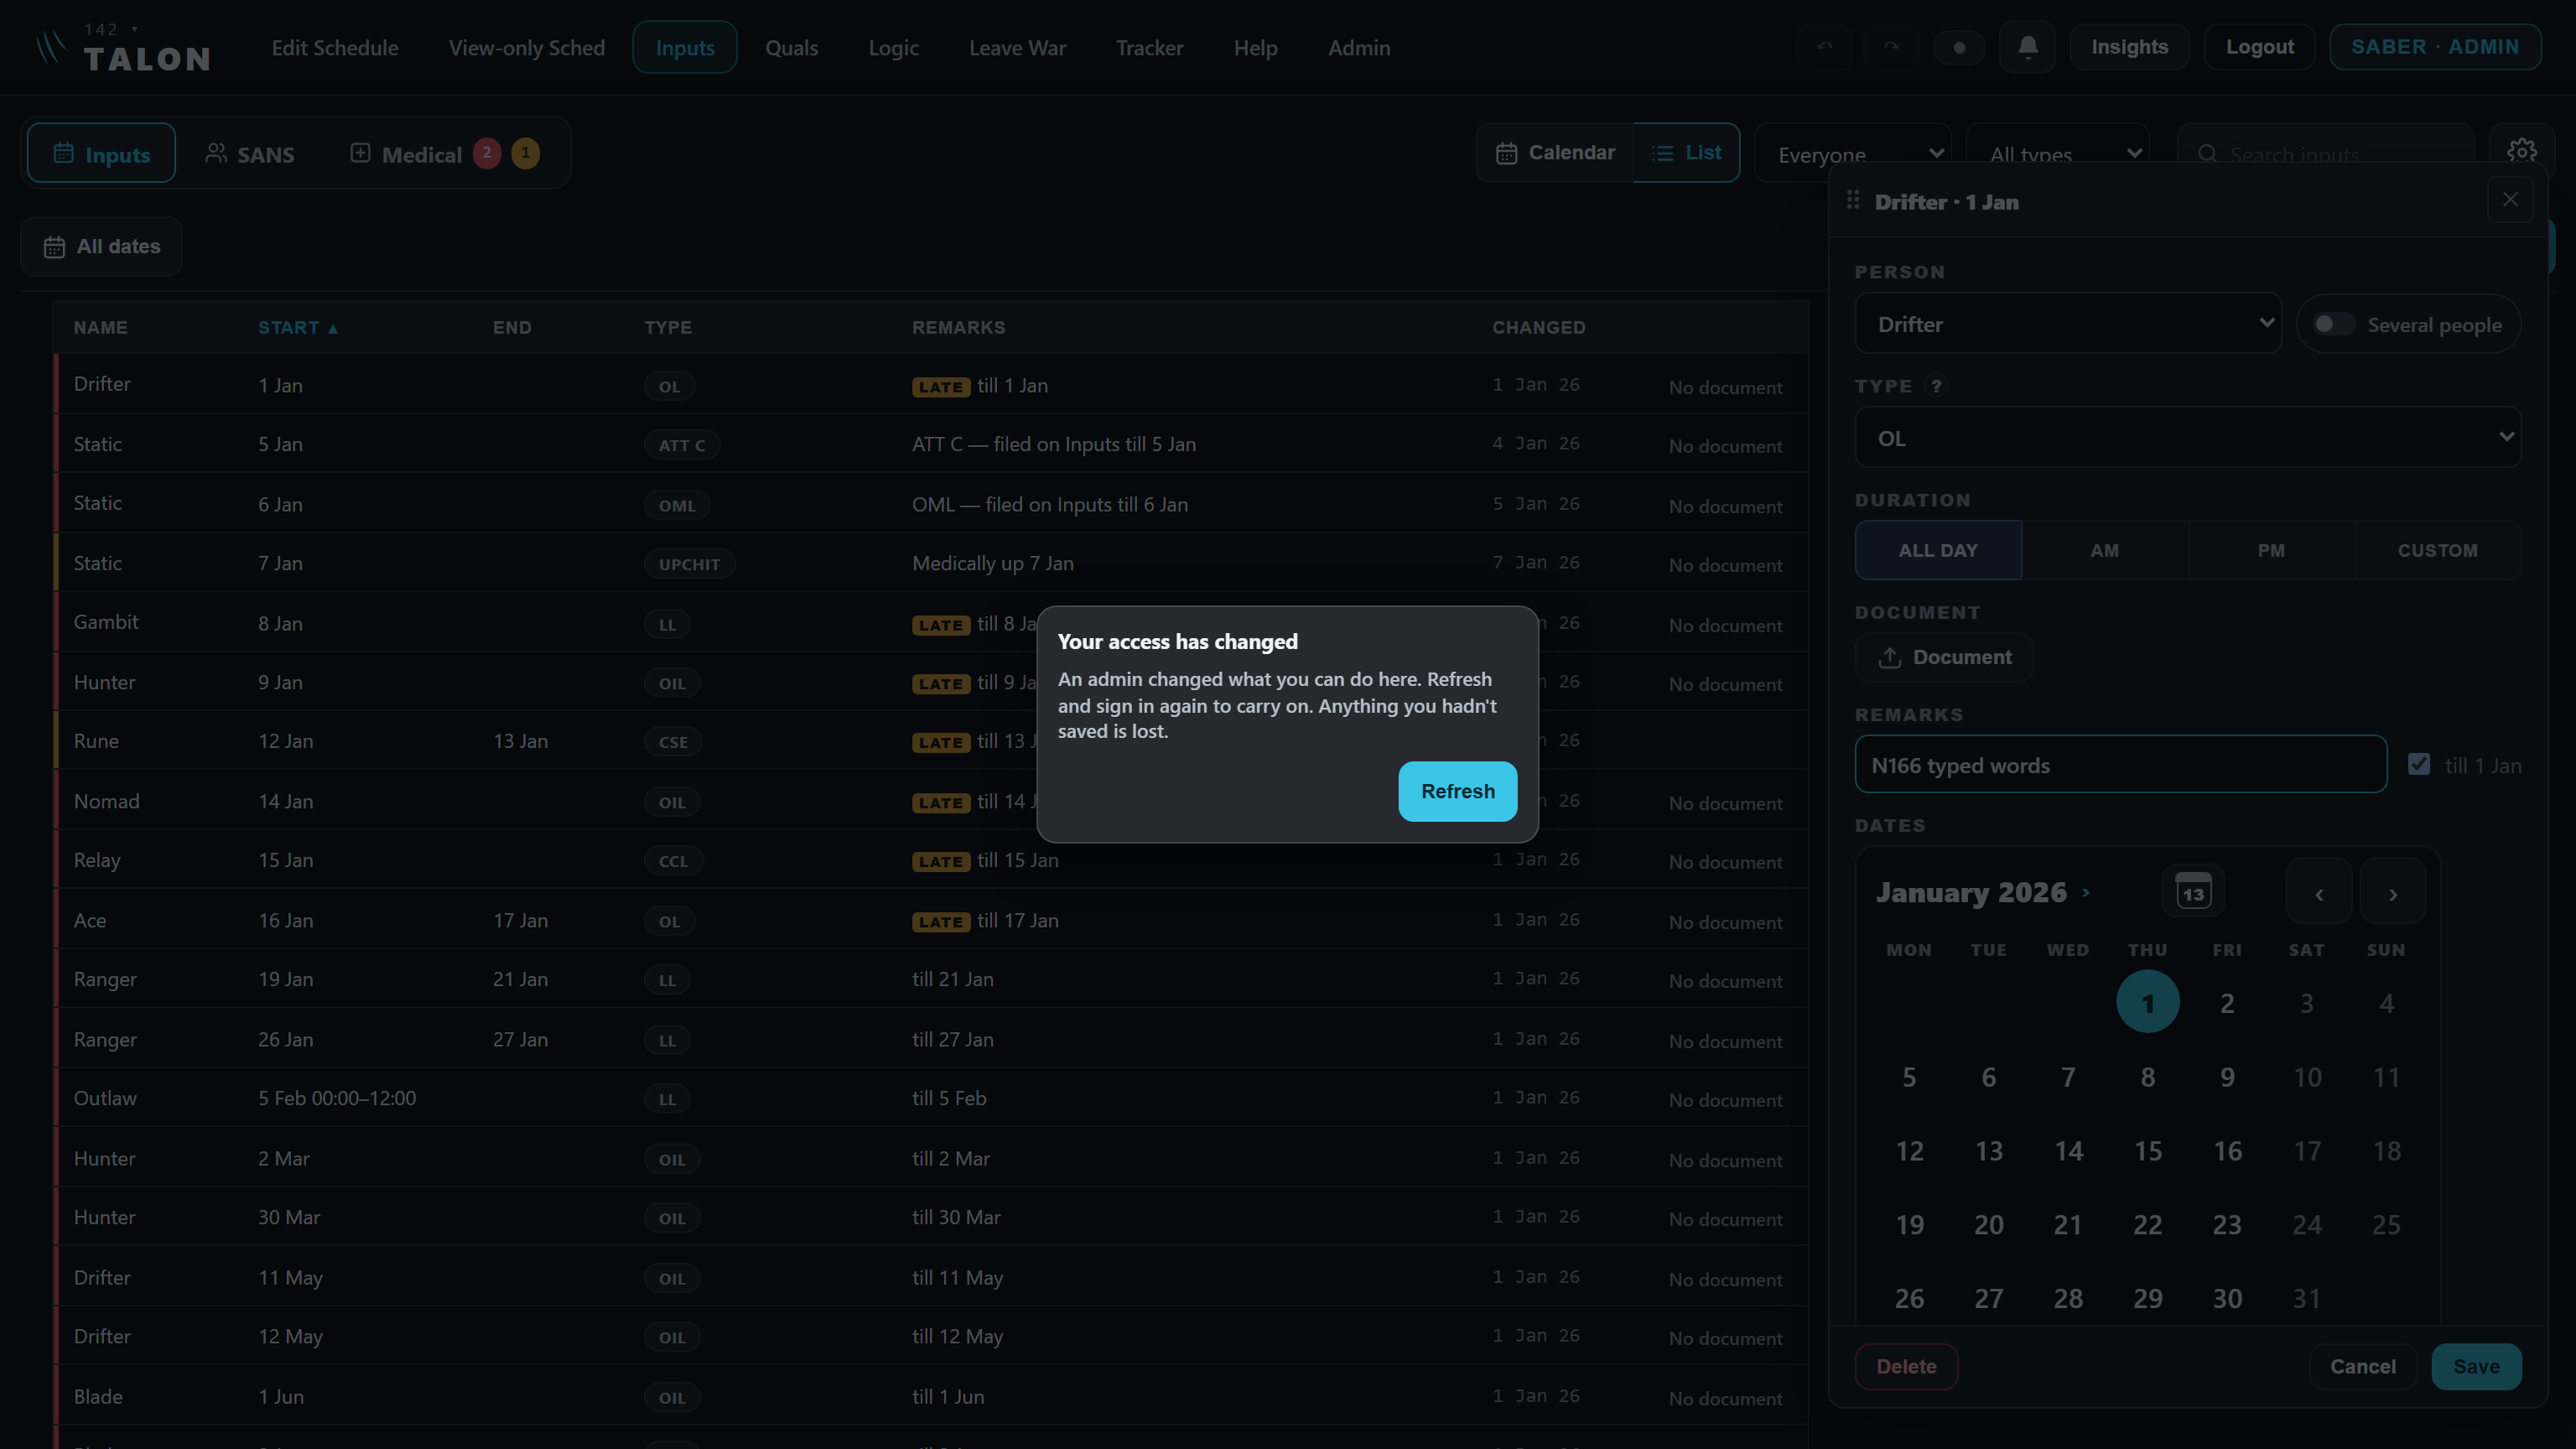 142 ▾
TALON
Edit Schedule View-only Sched Inputs Quals Logic Leave War Tracker Help Admin
Insights Logout SABER · ADMIN
Inputs SANS Medical 2 1
Calendar List Everyone All types Search inputs
All dates
NAME START ▲ END TYPE REMARKS CHANGED
Drifter 1 Jan OL LATE till 1 Jan 1 Jan 26 No document
Static 5 Jan ATT C ATT C — filed on Inputs till 5 Jan 4 Jan 26 No document
Static 6 Jan OML OML — filed on Inputs till 6 Jan 5 Jan 26 No document
Static 7 Jan UPCHIT Medically up 7 Jan 7 Jan 26 No document
Gambit 8 Jan LL LATE till 8 Ja n 26 No document
Hunter 9 Jan OIL LATE till 9 Ja n 26 No document
Rune 12 Jan 13 Jan CSE LATE till 13 J n 26
Nomad 14 Jan OIL LATE till 14 J n 26 No document
Relay 15 Jan CCL LATE till 15 Jan 1 Jan 26 No document
Ace 16 Jan 17 Jan OL LATE till 17 Jan 1 Jan 26 No document
Ranger 19 Jan 21 Jan LL till 21 Jan 1 Jan 26 No document
Ranger 26 Jan 27 Jan LL till 27 Jan 1 Jan 26 No document
Outlaw 5 Feb 00:00–12:00 LL till 5 Feb 1 Jan 26 No document
Hunter 2 Mar OIL till 2 Mar 1 Jan 26 No document
Hunter 30 Mar OIL till 30 Mar 1 Jan 26 No document
Drifter 11 May OIL till 11 May 1 Jan 26 No document
Drifter 12 May OIL till 12 May 1 Jan 26 No document
Blade 1 Jun OIL till 1 Jun 1 Jan 26 No document
Your access has changed
An admin changed what you can do here. Refresh
and sign in again to carry on. Anything you hadn't
saved is lost.
Refresh
Drifter · 1 Jan
PERSON
Drifter Several people
TYPE ?
OL
DURATION
ALL DAY AM PM CUSTOM
DOCUMENT
Document
REMARKS
N166 typed words till 1 Jan
DATES
January 2026 › 13 ‹ ›
MON TUE WED THU FRI SAT SUN
1 2 3 4
5 6 7 8 9 10 11
12 13 14 15 16 17 18
19 20 21 22 23 24 25
26 27 28 29 30 31
Delete Cancel Save